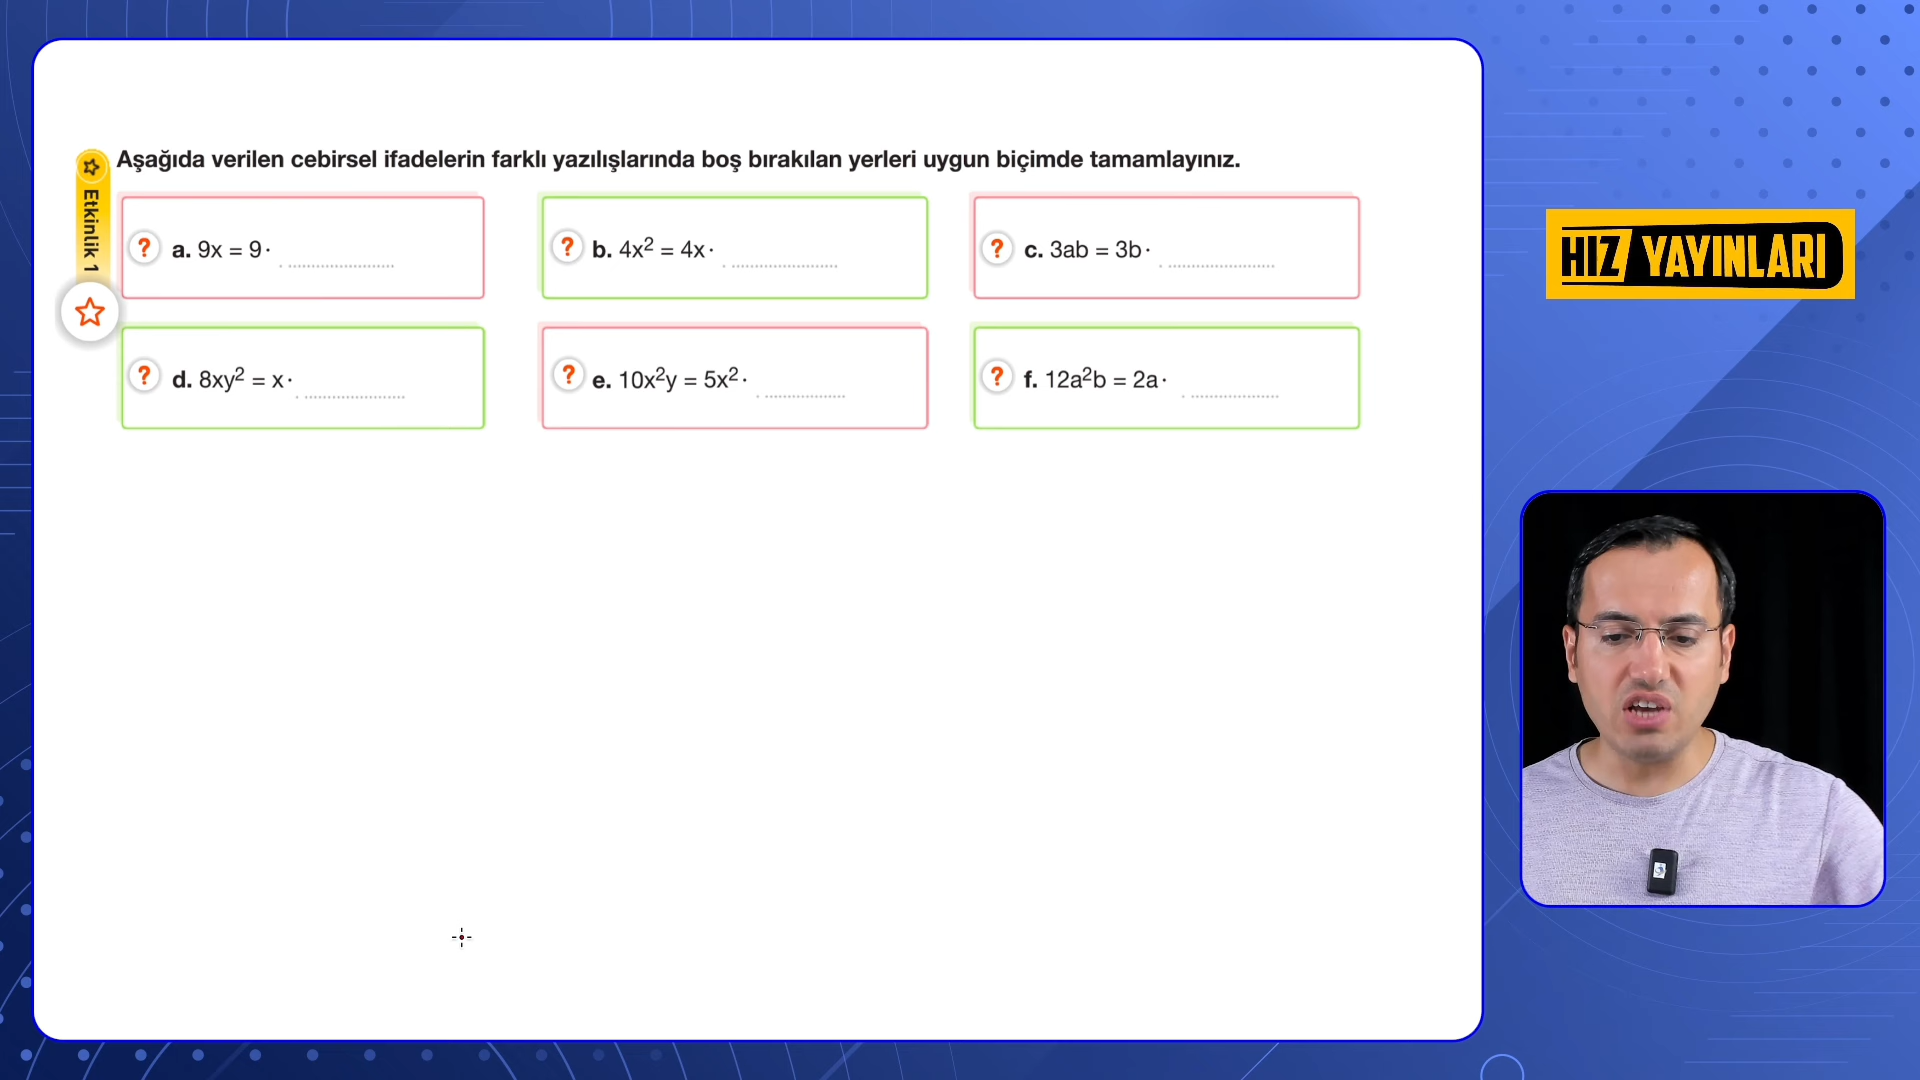 Aşağıda verilen cebirsel ifadelerin farklı yazılışlarında boş bırakılan yerleri uygun biçimde tamamlayınız.
Etkinlik 1
? a. 9x = 9· ....................
? b. 4x² = 4x· ....................
? c. 3ab = 3b· ....................
? d. 8xy² = x· ....................
? e. 10x²y = 5x²· ................
? f. 12a²b = 2a· .................
HIZ YAYINLARI